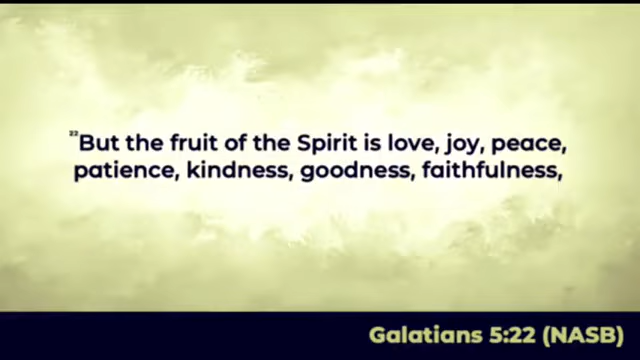 ²²But the fruit of the Spirit is love, joy, peace,
patience, kindness, goodness, faithfulness,
Galatians 5:22 (NASB)